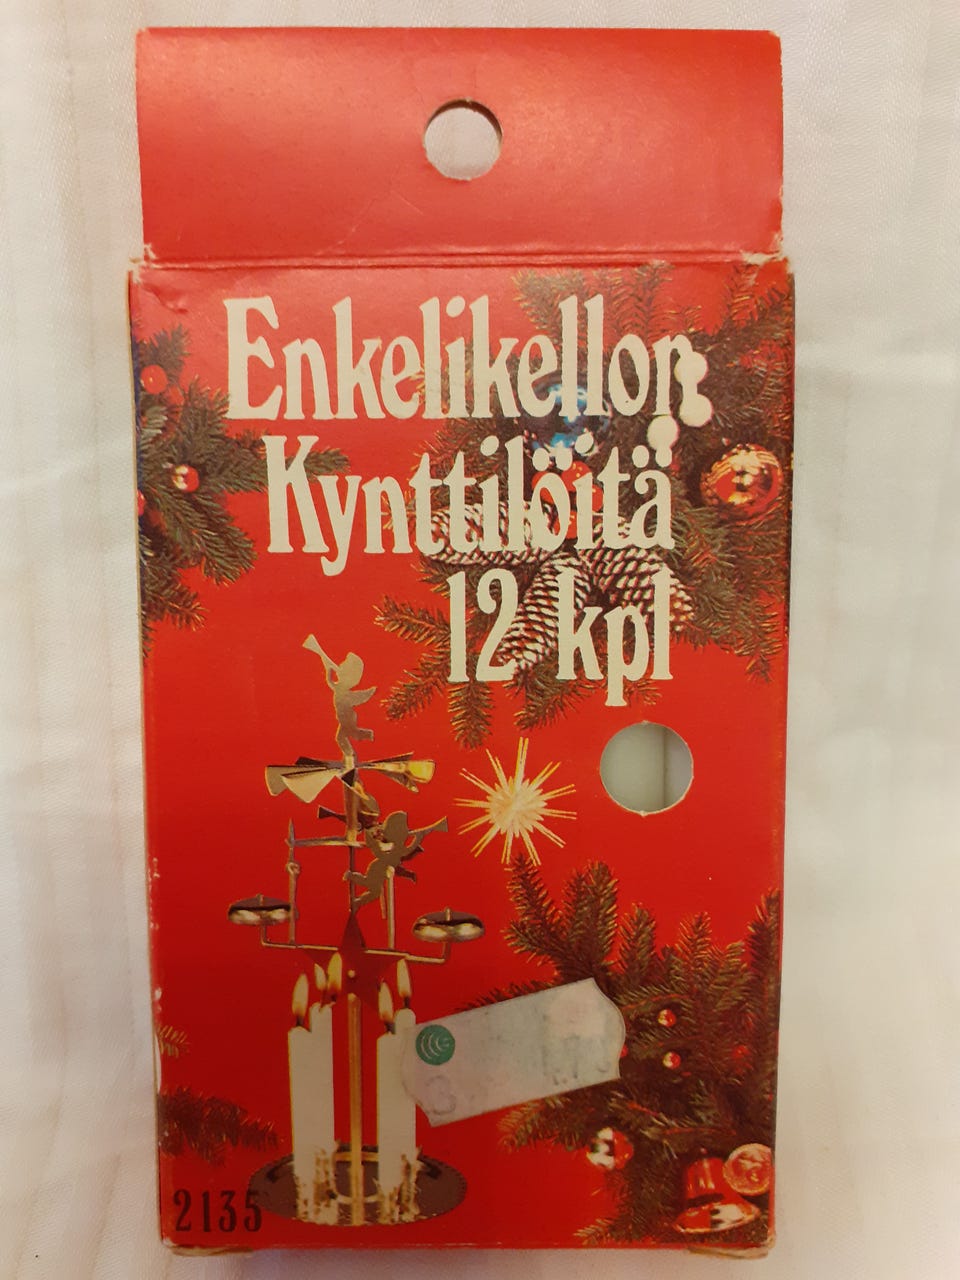 Enkelikellon
Kynttilöitä
12 kpl
2135